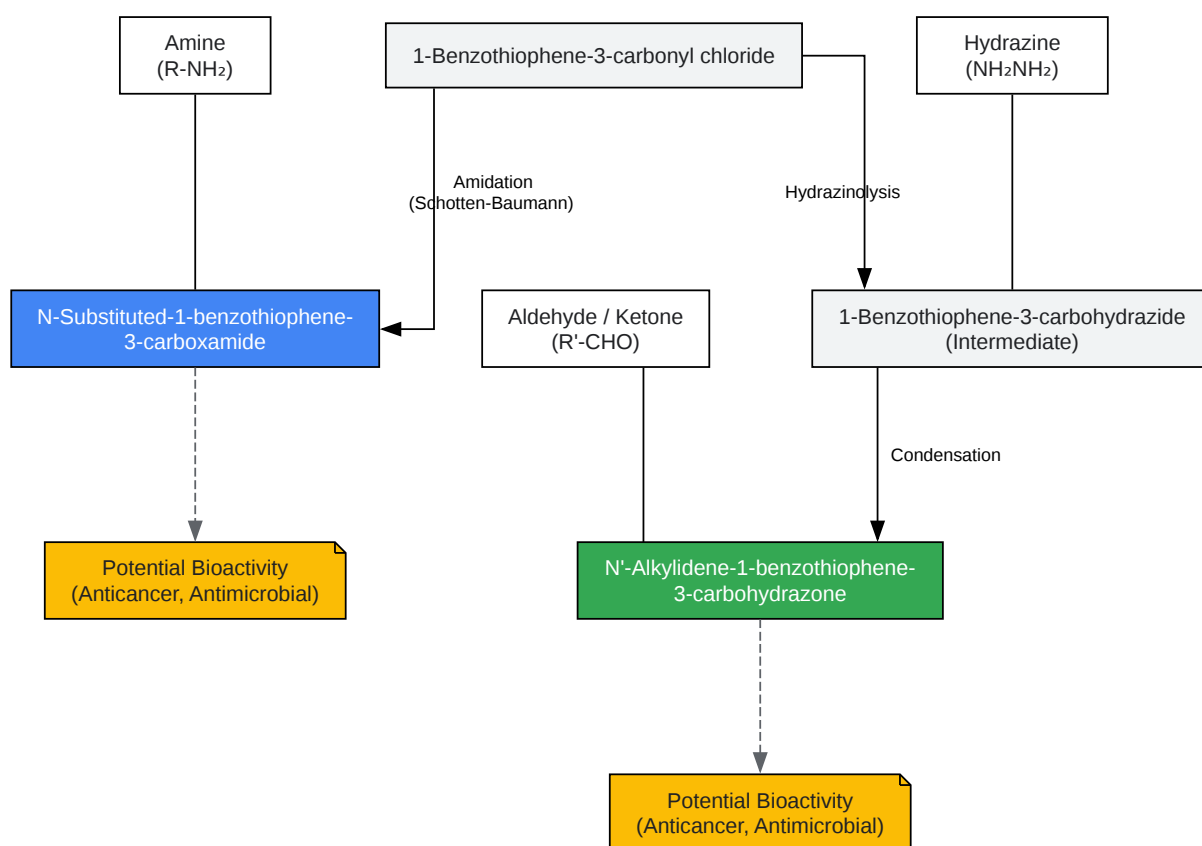 Amine
(R-NH₂)
1-Benzothiophene-3-carbonyl chloride
Hydrazine
(NH₂NH₂)
Amidation
(Schotten-Baumann)
Hydrazinolysis
N-Substituted-1-benzothiophene-
3-carboxamide
Aldehyde / Ketone
(R'-CHO)
1-Benzothiophene-3-carbohydrazide
(Intermediate)
Condensation
Potential Bioactivity
(Anticancer, Antimicrobial)
N'-Alkylidene-1-benzothiophene-
3-carbohydrazone
Potential Bioactivity
(Anticancer, Antimicrobial)